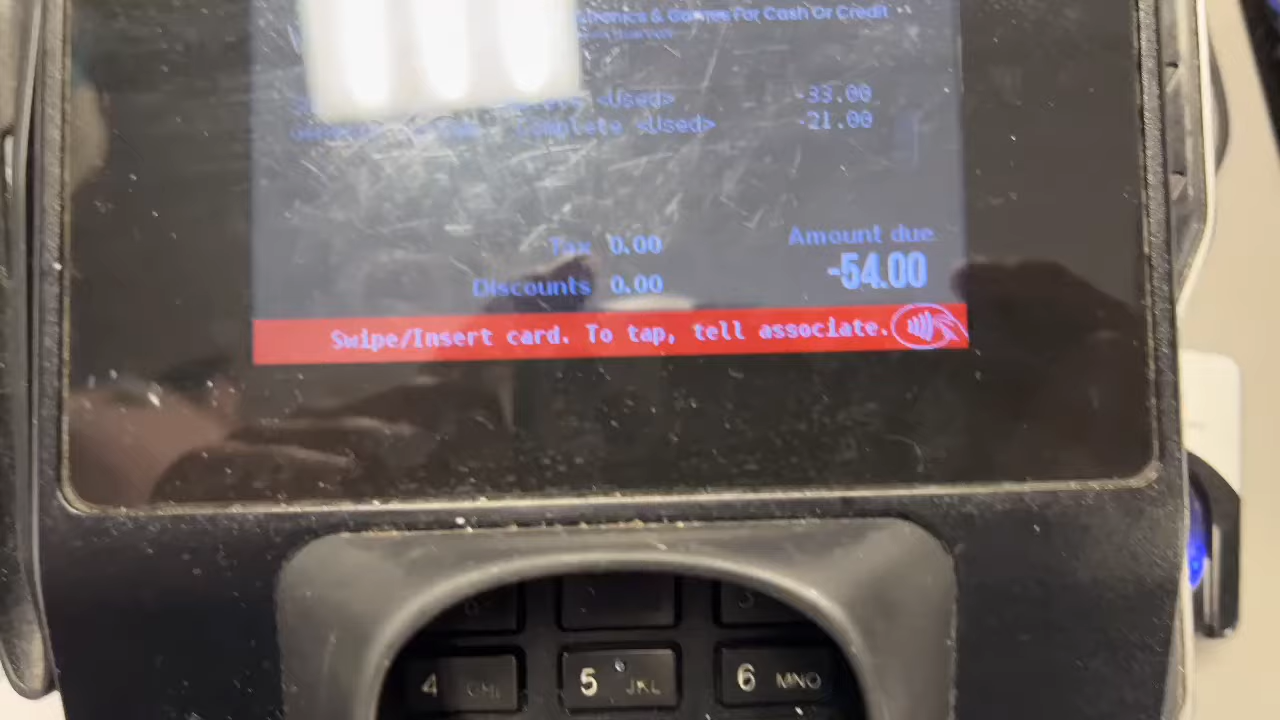 & Games For Cash Or Credit
<Used> -33.00
Complete <Used> -21.00
Tax 0.00
Discounts 0.00
Amount due
-54.00
Swipe/Insert card. To tap, tell associate.
4 GHI 5 JKL 6 MNO